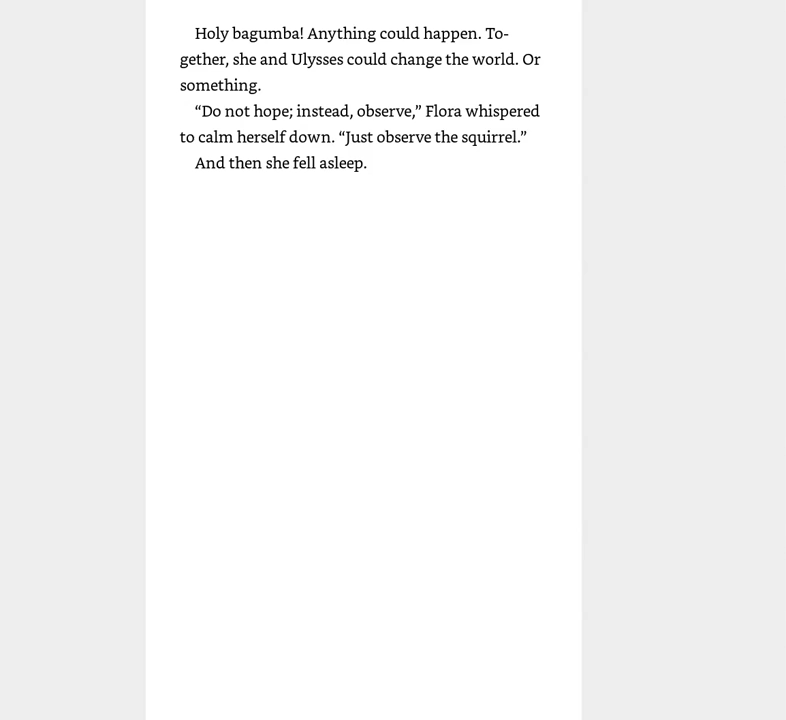 Holy bagumba! Anything could happen. To-
gether, she and Ulysses could change the world. Or
something.
“Do not hope; instead, observe,” Flora whispered
to calm herself down. “Just observe the squirrel.”
And then she fell asleep.